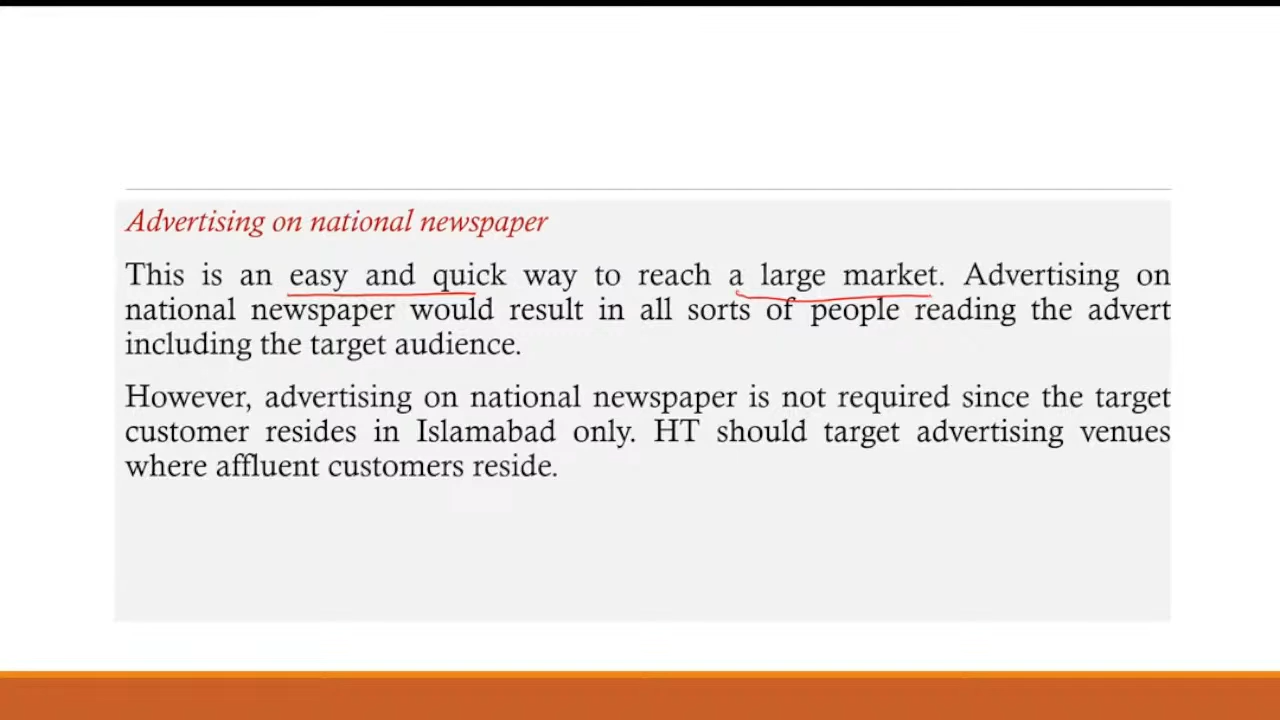 Advertising on national newspaper
This is an easy and quick way to reach a large market. Advertising on
national newspaper would result in all sorts of people reading the advert
including the target audience.
However, advertising on national newspaper is not required since the target
customer resides in Islamabad only. HT should target advertising venues
where affluent customers reside.